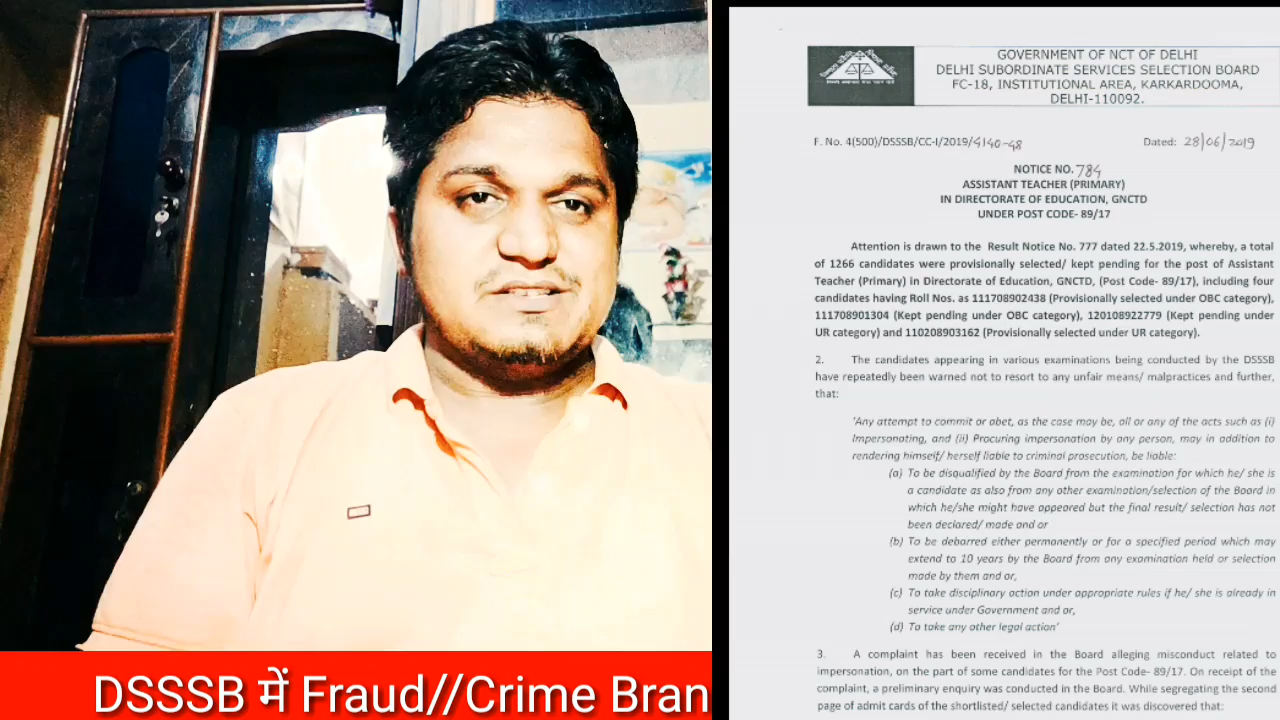 GOVERNMENT OF NCT OF DELHI
DELHI SUBORDINATE SERVICES SELECTION BOARD
FC-18, INSTITUTIONAL AREA, KARKARDOOMA,
DELHI-110092.
F. No. 4(500)/DSSSB/CC-I/2019/4140-48 Dated: 28/06/2019
NOTICE NO. 784
ASSISTANT TEACHER (PRIMARY)
IN DIRECTORATE OF EDUCATION, GNCTD
UNDER POST CODE- 89/17
Attention is drawn to the Result Notice No. 777 dated 22.5.2019, whereby, a total
of 1266 candidates were provisionally selected/ kept pending for the post of Assistant
Teacher (Primary) in Directorate of Education, GNCTD, (Post Code- 89/17), including four
candidates having Roll Nos. as 111708902438 (Provisionally selected under OBC category),
111708901304 (Kept pending under OBC category), 120108922779 (Kept pending under
UR category) and 110208903162 (Provisionally selected under UR category).
2. The candidates appearing in various examinations being conducted by the DSSSB
have repeatedly been warned not to resort to any unfair means/ malpractices and further,
that:
'Any attempt to commit or abet, as the case may be, all or any of the acts such as (i)
Impersonating, and (ii) Procuring impersonation by any person, may in addition to
rendering himself/ herself liable to criminal prosecution, be liable:
(a) To be disqualified by the Board from the examination for which he/ she is
a candidate as also from any other examination/selection of the Board in
which he/she might have appeared but the final result/ selection has not
been declared/ made and or
(b) To be debarred either permanently or for a specified period which may
extend to 10 years by the Board from any examination held or selection
made by them and or,
(c) To take disciplinary action under appropriate rules if he/ she is already in
service under Government and or,
(d) To take any other legal action'
3. A complaint has been received in the Board alleging misconduct related to
impersonation, on the part of some candidates for the Post Code- 89/17. On receipt of the
complaint, a preliminary enquiry was conducted in the Board. While segregating the second
page of admit cards of the shortlisted/ selected candidates it was discovered that:
DSSSB में Fraud//Crime Bran